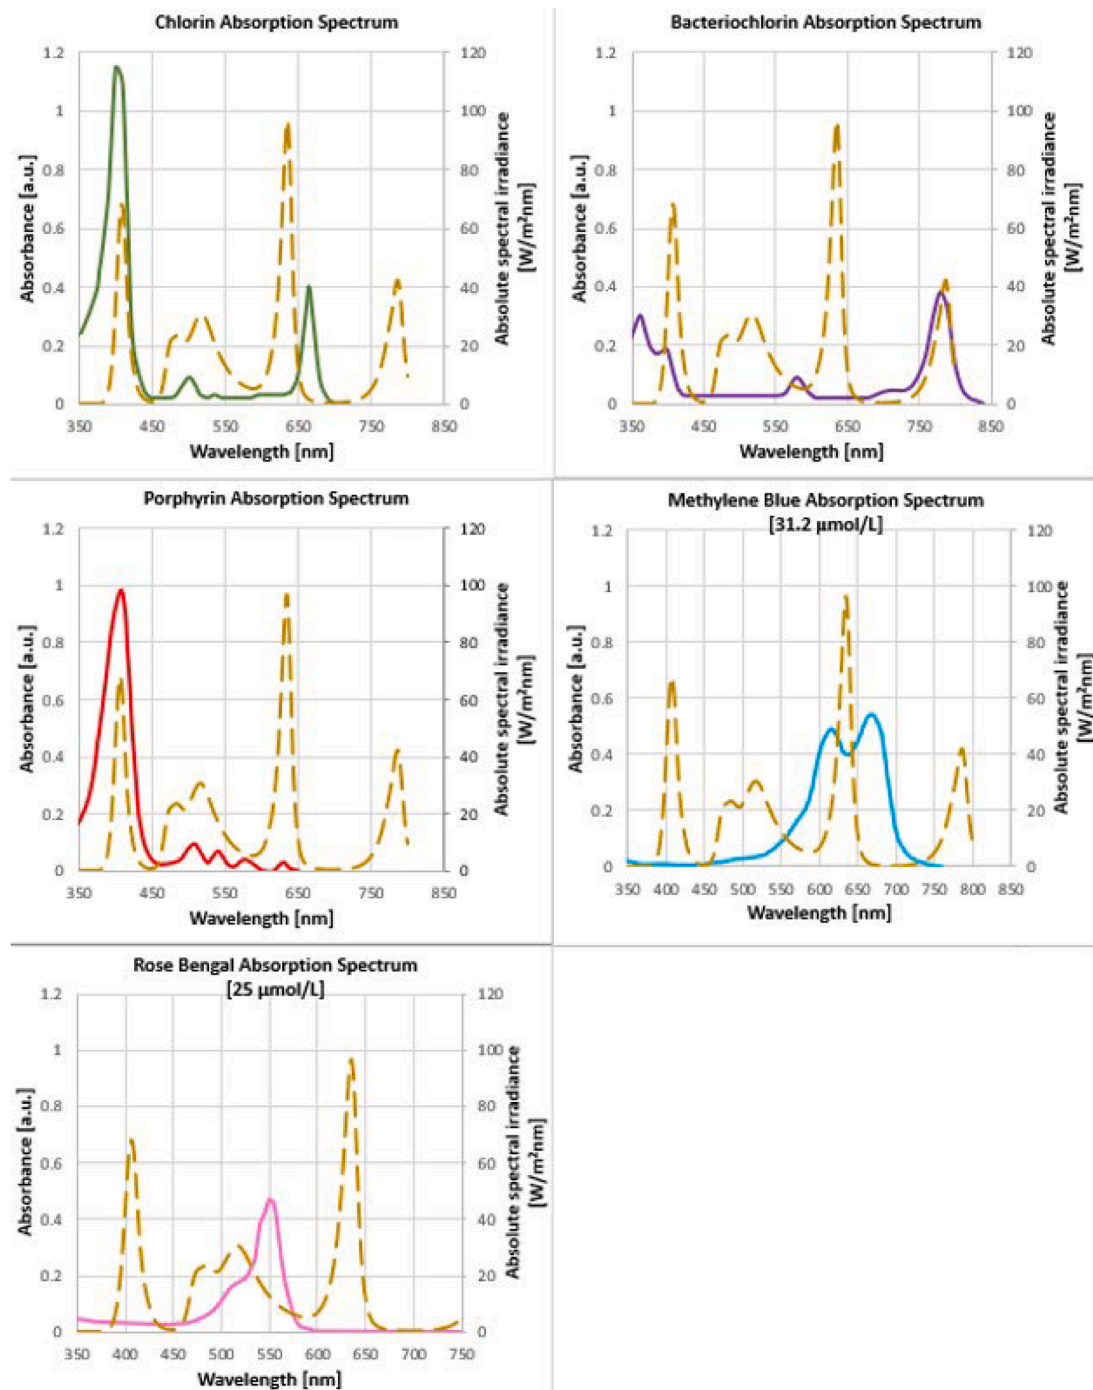 Chlorin Absorption Spectrum
1.2
1
0.8
0.6
0.4
0.2
0
120
100
80
60
40
20
0
350 450 550 650 750 850
Absorbance [a.u.]
Absolute spectral irradiance
[W/m²nm]
Wavelength [nm]
Bacteriochlorin Absorption Spectrum
1.2
1
0.8
0.6
0.4
0.2
0
120
100
80
60
40
20
0
350 450 550 650 750 850
Absorbance [a.u.]
Absolute spectral irradiance
[W/m²nm]
Wavelength [nm]
Porphyrin Absorption Spectrum
1.2
1
0.8
0.6
0.4
0.2
0
120
100
80
60
40
20
0
350 450 550 650 750 850
Absorbance [a.u.]
Absolute spectral irradiance
[W/m²nm]
Wavelength [nm]
Methylene Blue Absorption Spectrum
[31.2 µmol/L]
1.2
1
0.8
0.6
0.4
0.2
0
120
100
80
60
40
20
0
350 400 450 500 550 600 650 700 750 800 850
Absorbance [a.u.]
Absolute spectral irradiance
[W/m²nm]
Wavelength [nm]
Rose Bengal Absorption Spectrum
[25 µmol/L]
1.2
1
0.8
0.6
0.4
0.2
0
120
100
80
60
40
20
0
350 400 450 500 550 600 650 700 750
Absorbance [a.u.]
Absolute spectral irradiance
[W/m²nm]
Wavelength [nm]